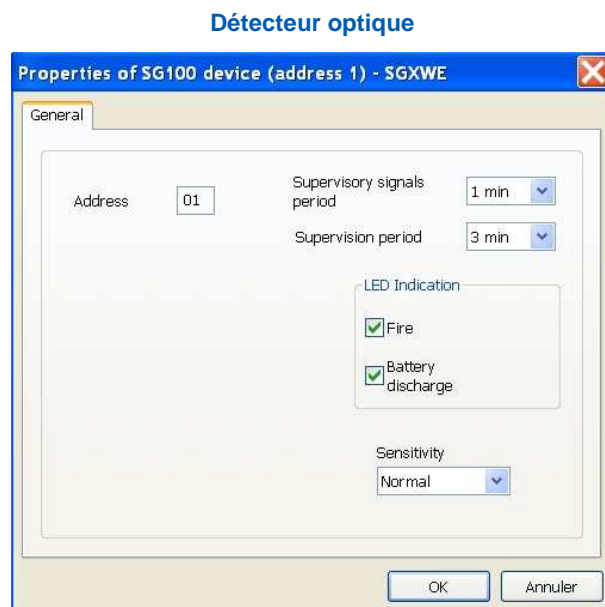 Détecteur optique
Properties of SG100 device (address 1) - SGXWE
General
Address 01
Supervisory signals
period
1 min
Supervision period 3 min
LED Indication
Fire
Battery
discharge
Sensitivity
Normal
OK Annuler